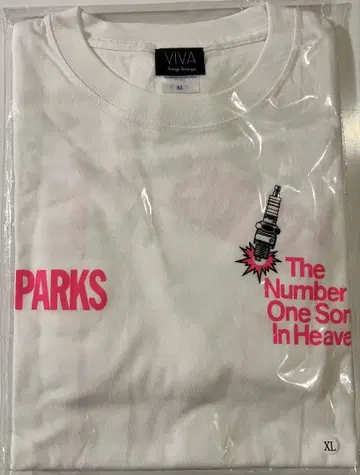 VIVA
XL
PARKS
The
Number
One Son
In Heave
XL